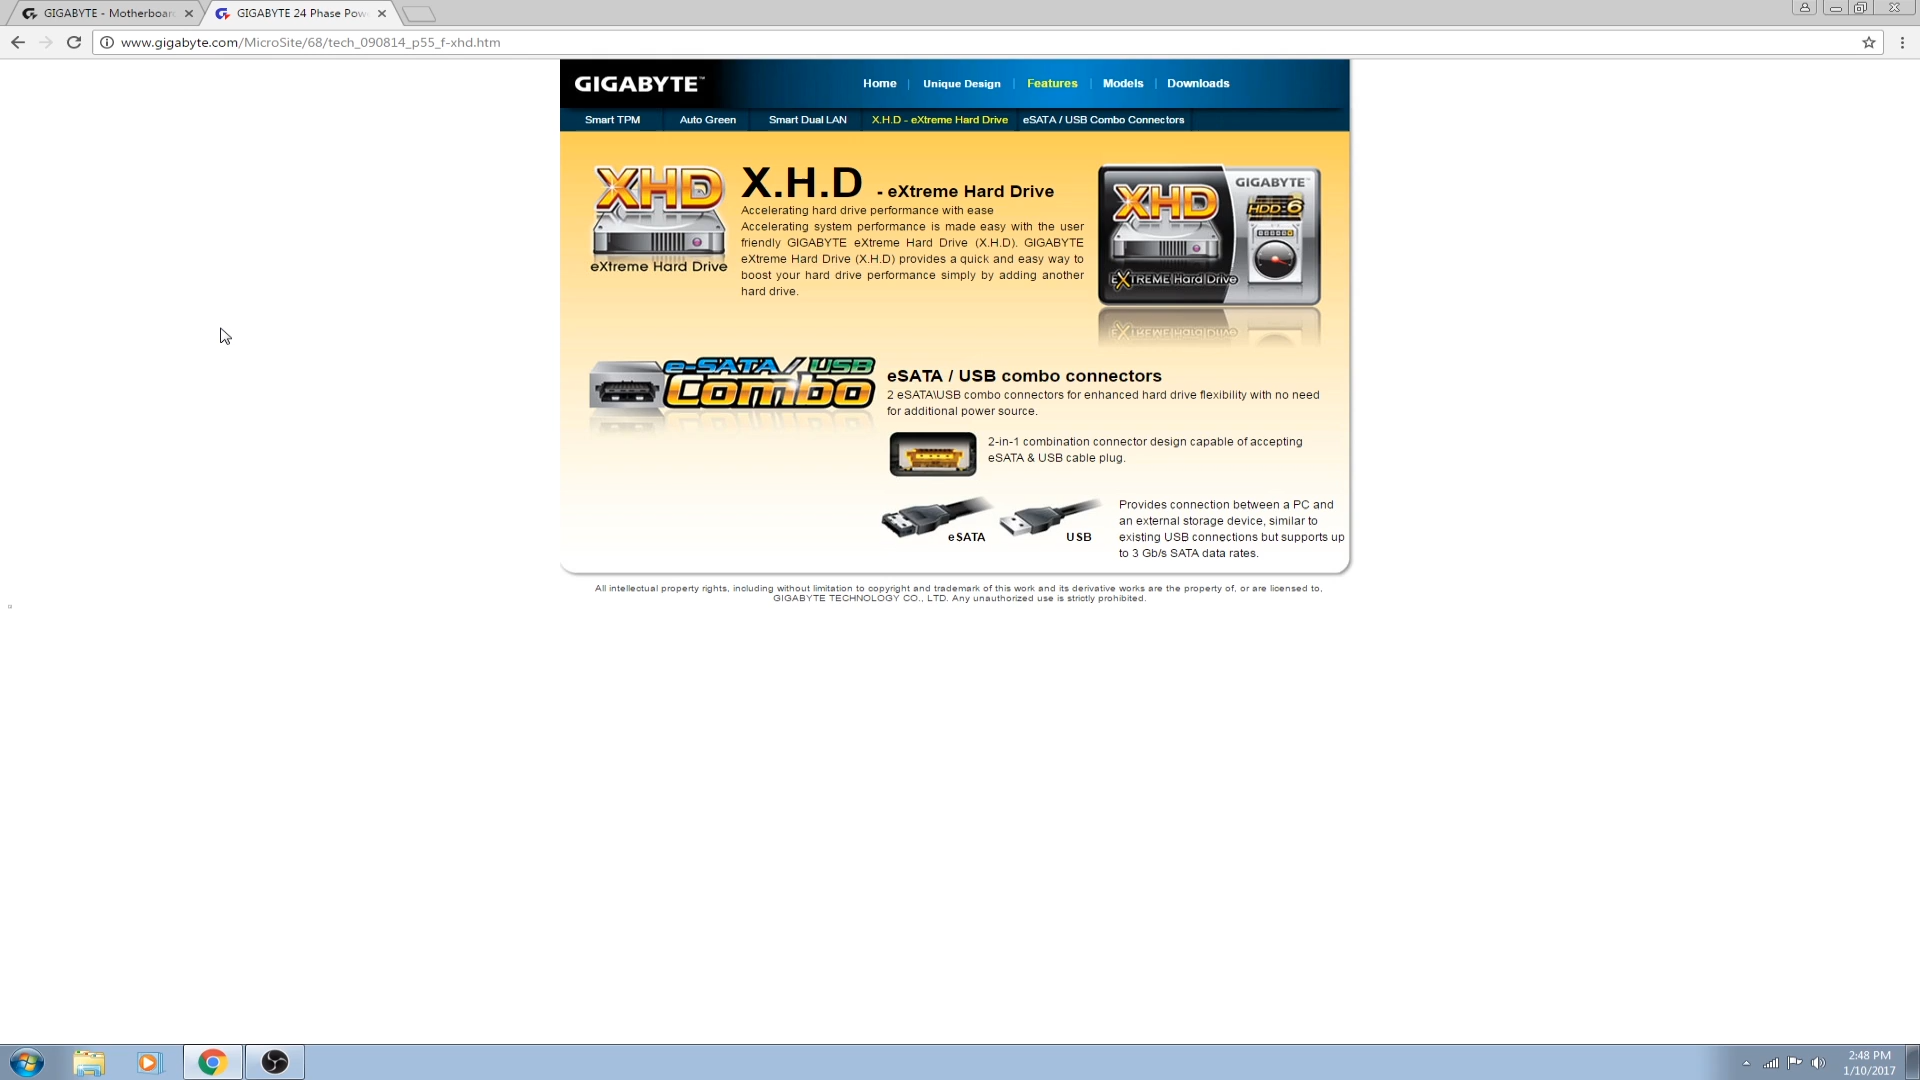 GIGABYTE - Motherboard
GIGABYTE 24 Phase Pow
www.gigabyte.com/MicroSite/68/tech_090814_p55_f-xhd.htm
GIGABYTE™
Home | Unique Design | Features | Models | Downloads
Smart TPM Auto Green Smart Dual LAN X.H.D - eXtreme Hard Drive eSATA / USB Combo Connectors
XHD
eXtreme Hard Drive
X.H.D - eXtreme Hard Drive
Accelerating hard drive performance with ease
Accelerating system performance is made easy with the user
friendly GIGABYTE eXtreme Hard Drive (X.H.D). GIGABYTE
eXtreme Hard Drive (X.H.D) provides a quick and easy way to
boost your hard drive performance simply by adding another
hard drive.
XHD
EXTREME Hard Drive
GIGABYTE™
HDD-6
e-SATA/USB
Combo
eSATA / USB combo connectors
2 eSATA\USB combo connectors for enhanced hard drive flexibility with no need
for additional power source.
2-in-1 combination connector design capable of accepting
eSATA & USB cable plug.
eSATA
USB
Provides connection between a PC and
an external storage device, similar to
existing USB connections but supports up
to 3 Gb/s SATA data rates.
All intellectual property rights, including without limitation to copyright and trademark of this work and its derivative works are the property of, or are licensed to,
GIGABYTE TECHNOLOGY CO., LTD. Any unauthorized use is strictly prohibited.
2:48 PM
1/10/2017